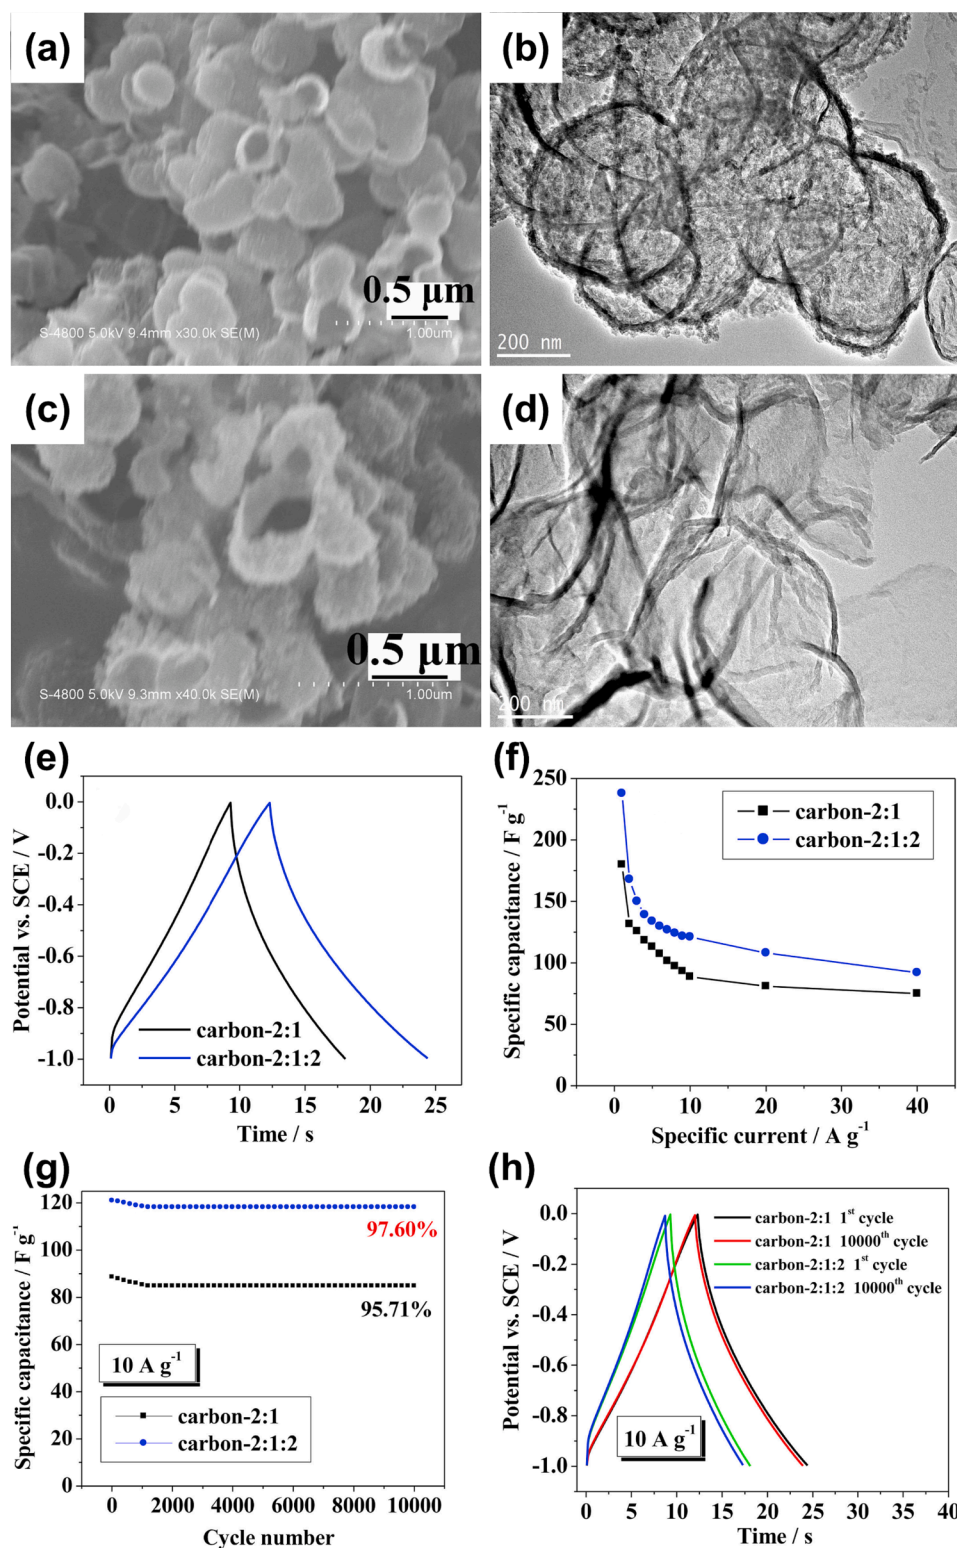 (a)
0.5 μm
S-4800 5.0kV 9.4mm x30.0k SE(M)
1.00um
(b)
200 nm
(c)
0.5 μm
S-4800 5.0kV 9.3mm x40.0k SE(M)
1.00um
(d)
200 nm
(e)
Potential vs. SCE / V
0.0
-0.2
-0.4
-0.6
-0.8
-1.0
carbon-2:1
carbon-2:1:2
0 5 10 15 20 25
Time / s
(f)
Specific capacitance / F g⁻¹
250
200
150
100
50
0
carbon-2:1
carbon-2:1:2
0 10 20 30 40
Specific current / A g⁻¹
(g)
Specific capacitance / F g⁻¹
120
100
80
60
40
20
0
97.60%
95.71%
10 A g⁻¹
carbon-2:1
carbon-2:1:2
0 2000 4000 6000 8000 10000
Cycle number
(h)
Potential vs. SCE / V
0.0
-0.2
-0.4
-0.6
-0.8
-1.0
carbon-2:1 1ˢᵗ cycle
carbon-2:1 10000ᵗʰ cycle
carbon-2:1:2 1ˢᵗ cycle
carbon-2:1:2 10000ᵗʰ cycle
10 A g⁻¹
0 5 10 15 20 25 30 35 40
Time / s